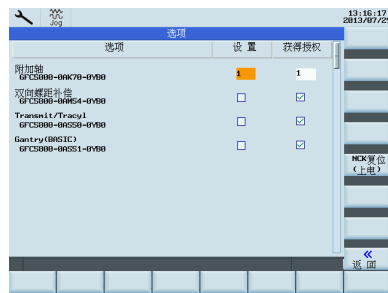 Jog
13:16:17
2013/07/29
选项
选项 设 置 获得授权
附加轴
6FC5800-0AK70-0YB0
1 1
双向螺距补偿
6FC5800-0AM54-0YB0
Transmit/Tracyl
6FC5800-0AS50-0YB0
Gantry(BASIC)
6FC5800-0AS51-0YB0
NCK复位
(上电)
«
返 回